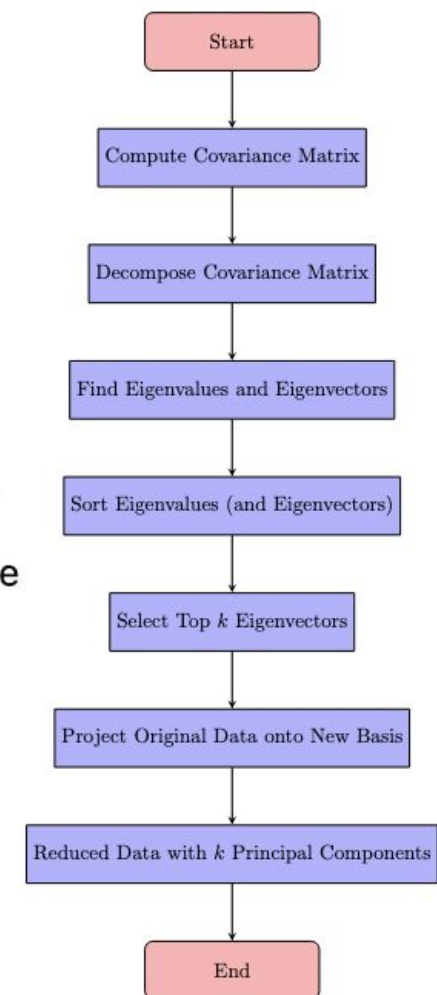 Start
Compute Covariance Matrix
Decompose Covariance Matrix
Find Eigenvalues and Eigenvectors
Sort Eigenvalues (and Eigenvectors)
e
Select Top k Eigenvectors
Project Original Data onto New Basis
Reduced Data with k Principal Components
End